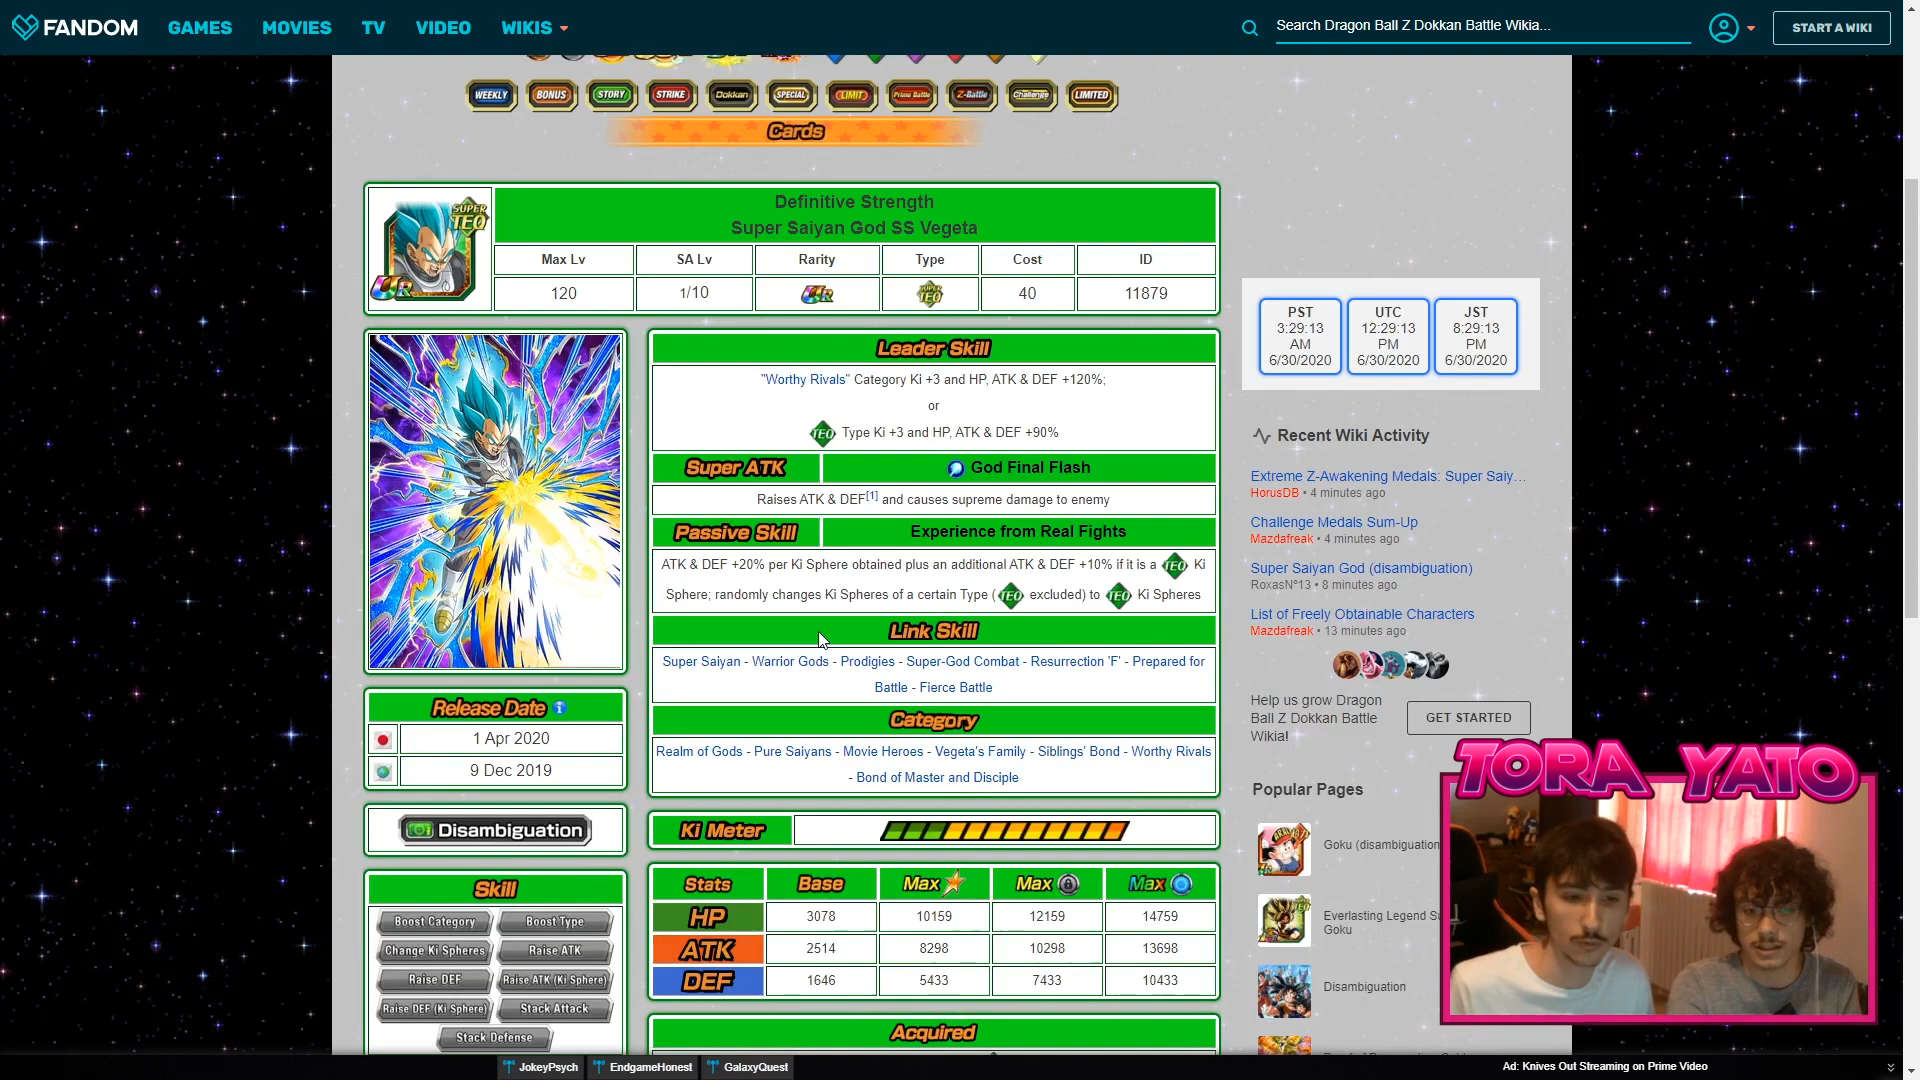 FANDOM GAMES MOVIES TV VIDEO WIKIS Search Dragon Ball Z Dokkan Battle Wikia... START A WIKI
WEEKLY BONUS STORY STRIKE Dokkan SPECIAL LIMIT Prime Battle Z-Battle Challenge LIMITED
Cards
SUPER TEQ
UR
Definitive Strength
Super Saiyan God SS Vegeta
Max Lv SA Lv Rarity Type Cost ID
120 1/10 UR SUPER TEQ 40 11879
Leader Skill
"Worthy Rivals" Category Ki +3 and HP, ATK & DEF +120%;
or
TEQ Type Ki +3 and HP, ATK & DEF +90%
Super ATK God Final Flash
Raises ATK & DEF[1] and causes supreme damage to enemy
Passive Skill Experience from Real Fights
ATK & DEF +20% per Ki Sphere obtained plus an additional ATK & DEF +10% if it is a TEQ Ki
Sphere; randomly changes Ki Spheres of a certain Type (TEQ excluded) to TEQ Ki Spheres
Link Skill
Super Saiyan - Warrior Gods - Prodigies - Super-God Combat - Resurrection 'F' - Prepared for
Battle - Fierce Battle
Category
Realm of Gods - Pure Saiyans - Movie Heroes - Vegeta's Family - Siblings' Bond - Worthy Rivals
- Bond of Master and Disciple
Ki Meter
Stats Base Max Max Max
HP 3078 10159 12159 14759
ATK 2514 8298 10298 13698
DEF 1646 5433 7433 10433
Acquired
Release Date
1 Apr 2020
9 Dec 2019
Disambiguation
Skill
Boost Category Boost Type
Change Ki Spheres Raise ATK
Raise DEF Raise ATK (Ki Sphere)
Raise DEF (Ki Sphere) Stack Attack
Stack Defense
PST UTC JST
3:29:13 12:29:13 8:29:13
AM PM PM
6/30/2020 6/30/2020 6/30/2020
Recent Wiki Activity
Extreme Z-Awakening Medals: Super Saiy...
HorusDB • 4 minutes ago
Challenge Medals Sum-Up
Mazdafreak • 4 minutes ago
Super Saiyan God (disambiguation)
RoxasN°13 • 8 minutes ago
List of Freely Obtainable Characters
Mazdafreak • 13 minutes ago
Help us grow Dragon
Ball Z Dokkan Battle
Wikia!
GET STARTED
Popular Pages
Goku (disambiguation
Everlasting Legend Su
Goku
Disambiguation
TORA YATO
JokeyPsych EndgameHonest GalaxyQuest Ad: Knives Out Streaming on Prime Video